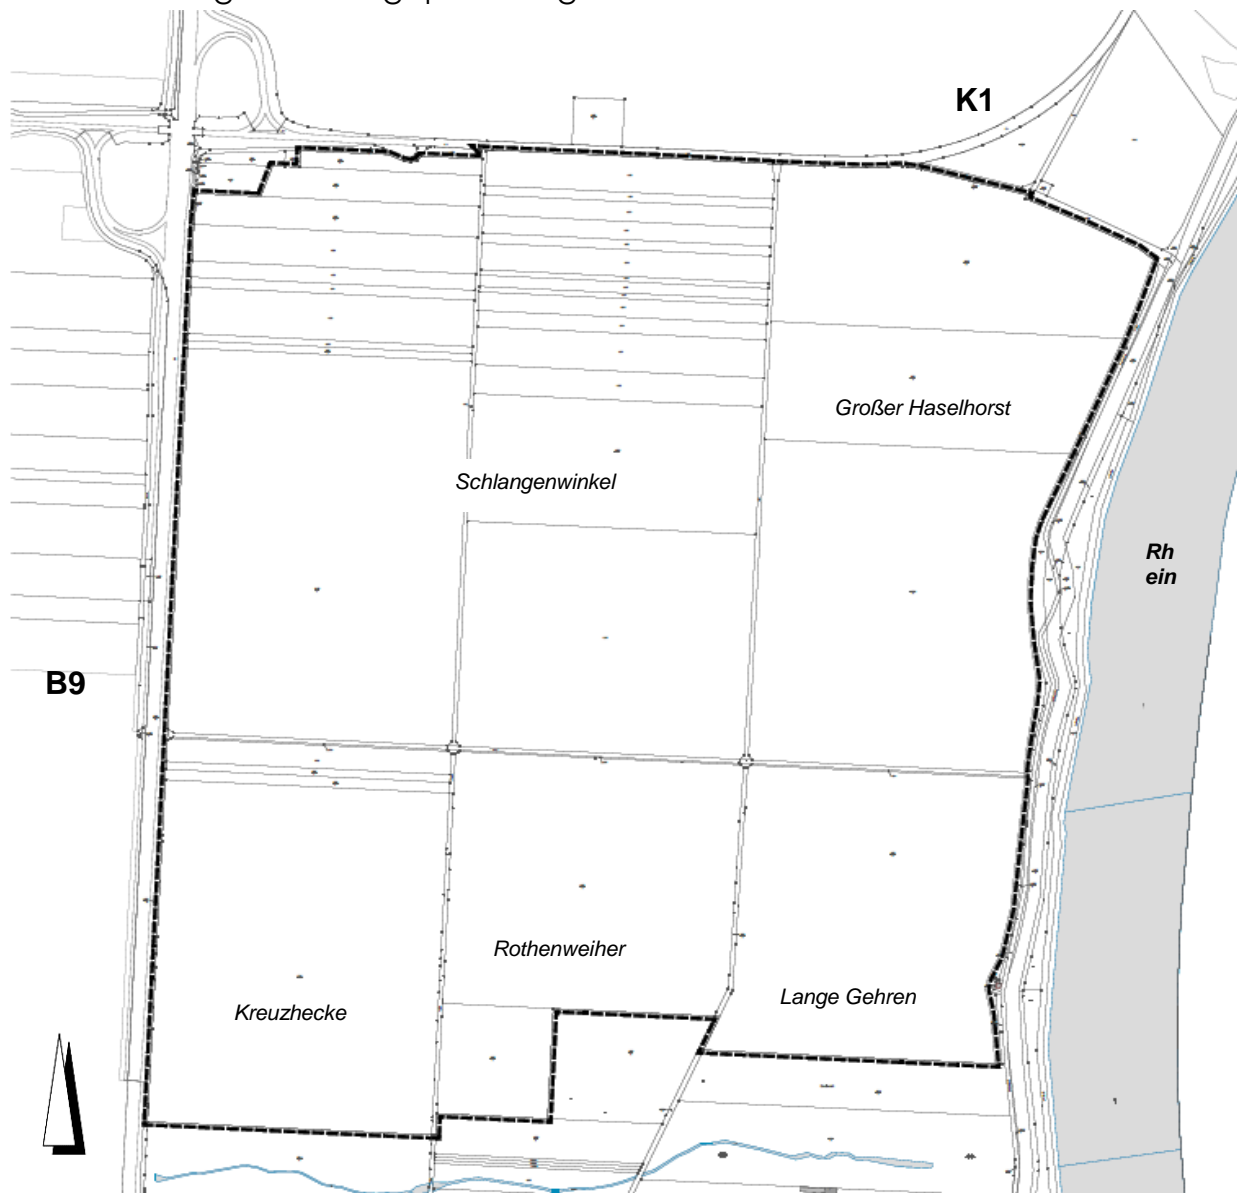 K1
Großer Haselhorst
Schlangenwinkel
Rh
ein
B9
Rothenweiher
Lange Gehren
Kreuzhecke